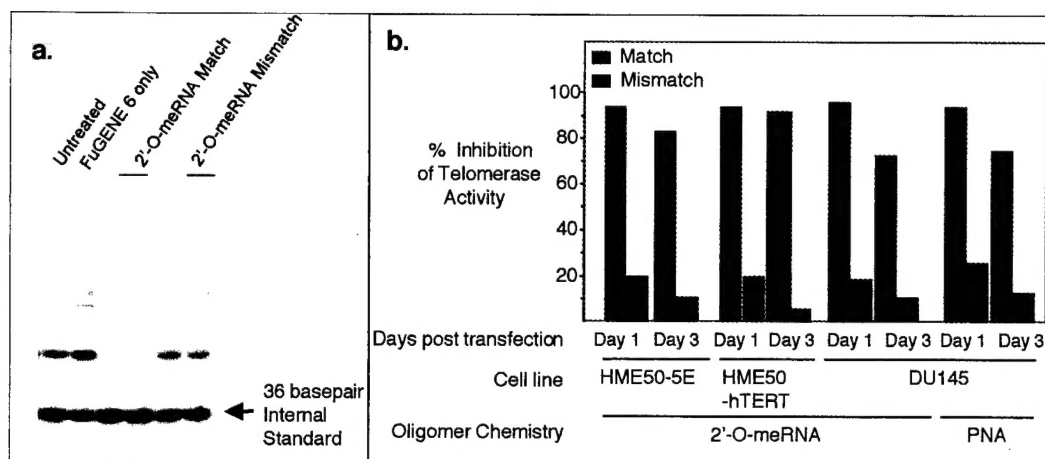 a.
Untreated
FuGENE 6 only
2'-O-meRNA Match
2'-O-meRNA Mismatch
36 basepair
Internal
Standard
b.
Match
Mismatch
% Inhibition
of Telomerase
Activity
100
80
60
40
20
Days post transfection
Day 1 Day 3 Day 1 Day 3 Day 1 Day 3 Day 1 Day 3
Cell line
HME50-5E
HME50
-hTERT
DU145
Oligomer Chemistry
2'-O-meRNA
PNA